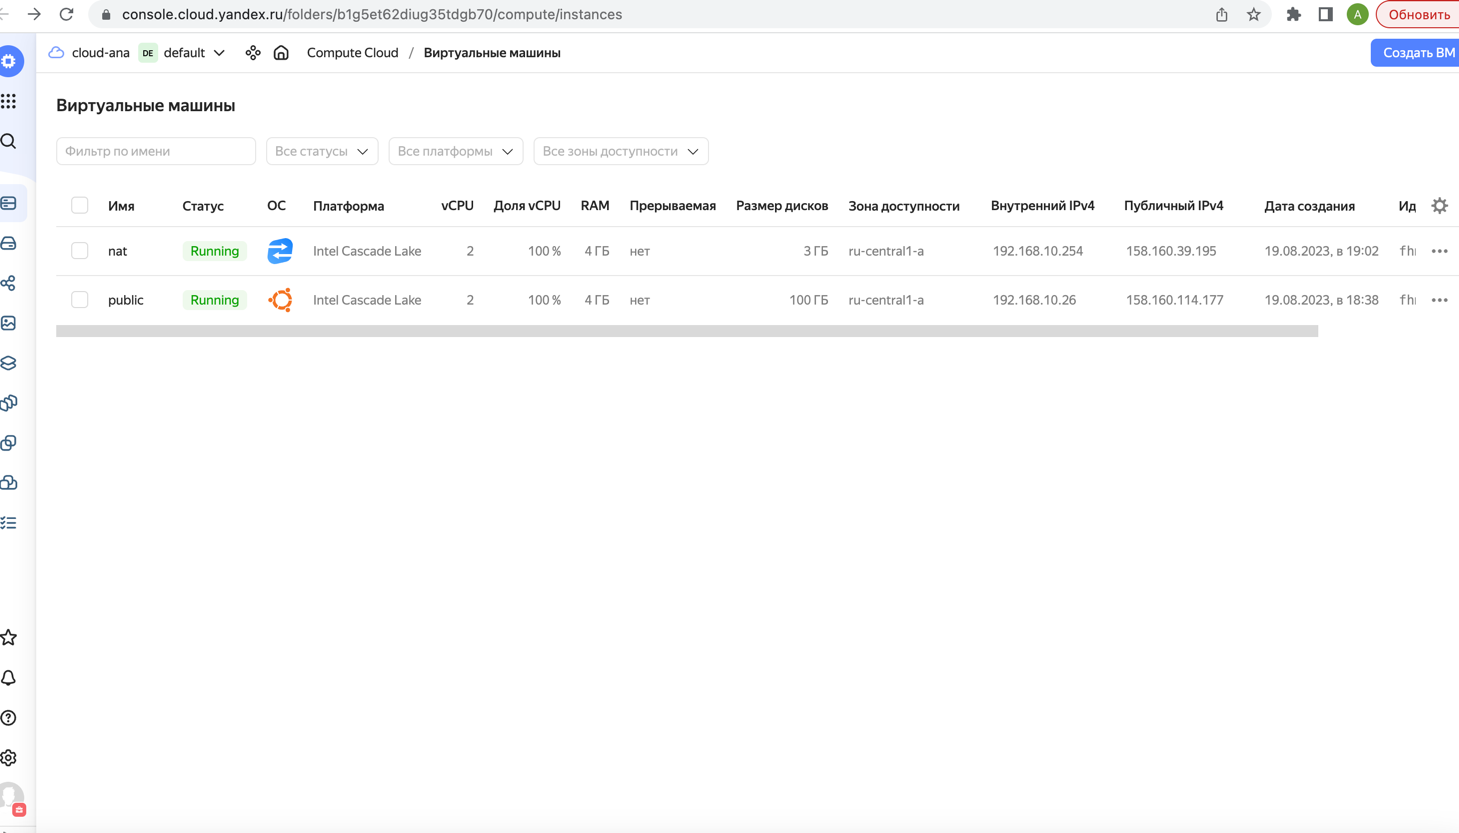 console.cloud.yandex.ru/folders/b1g5et62diug35tdgb70/compute/instances A Обновить
cloud-ana DE default Compute Cloud / Виртуальные машины Создать ВМ
Виртуальные машины
Фильтр по имени Все статусы Все платформы Все зоны доступности
Имя Статус ОС Платформа vCPU Доля vCPU RAM Прерываемая Размер дисков Зона доступности Внутренний IPv4 Публичный IPv4 Дата создания Ид
nat Running Intel Cascade Lake 2 100 % 4 ГБ нет 3 ГБ ru-central1-a 192.168.10.254 158.160.39.195 19.08.2023, в 19:02 fh
public Running Intel Cascade Lake 2 100 % 4 ГБ нет 100 ГБ ru-central1-a 192.168.10.26 158.160.114.177 19.08.2023, в 18:38 fh